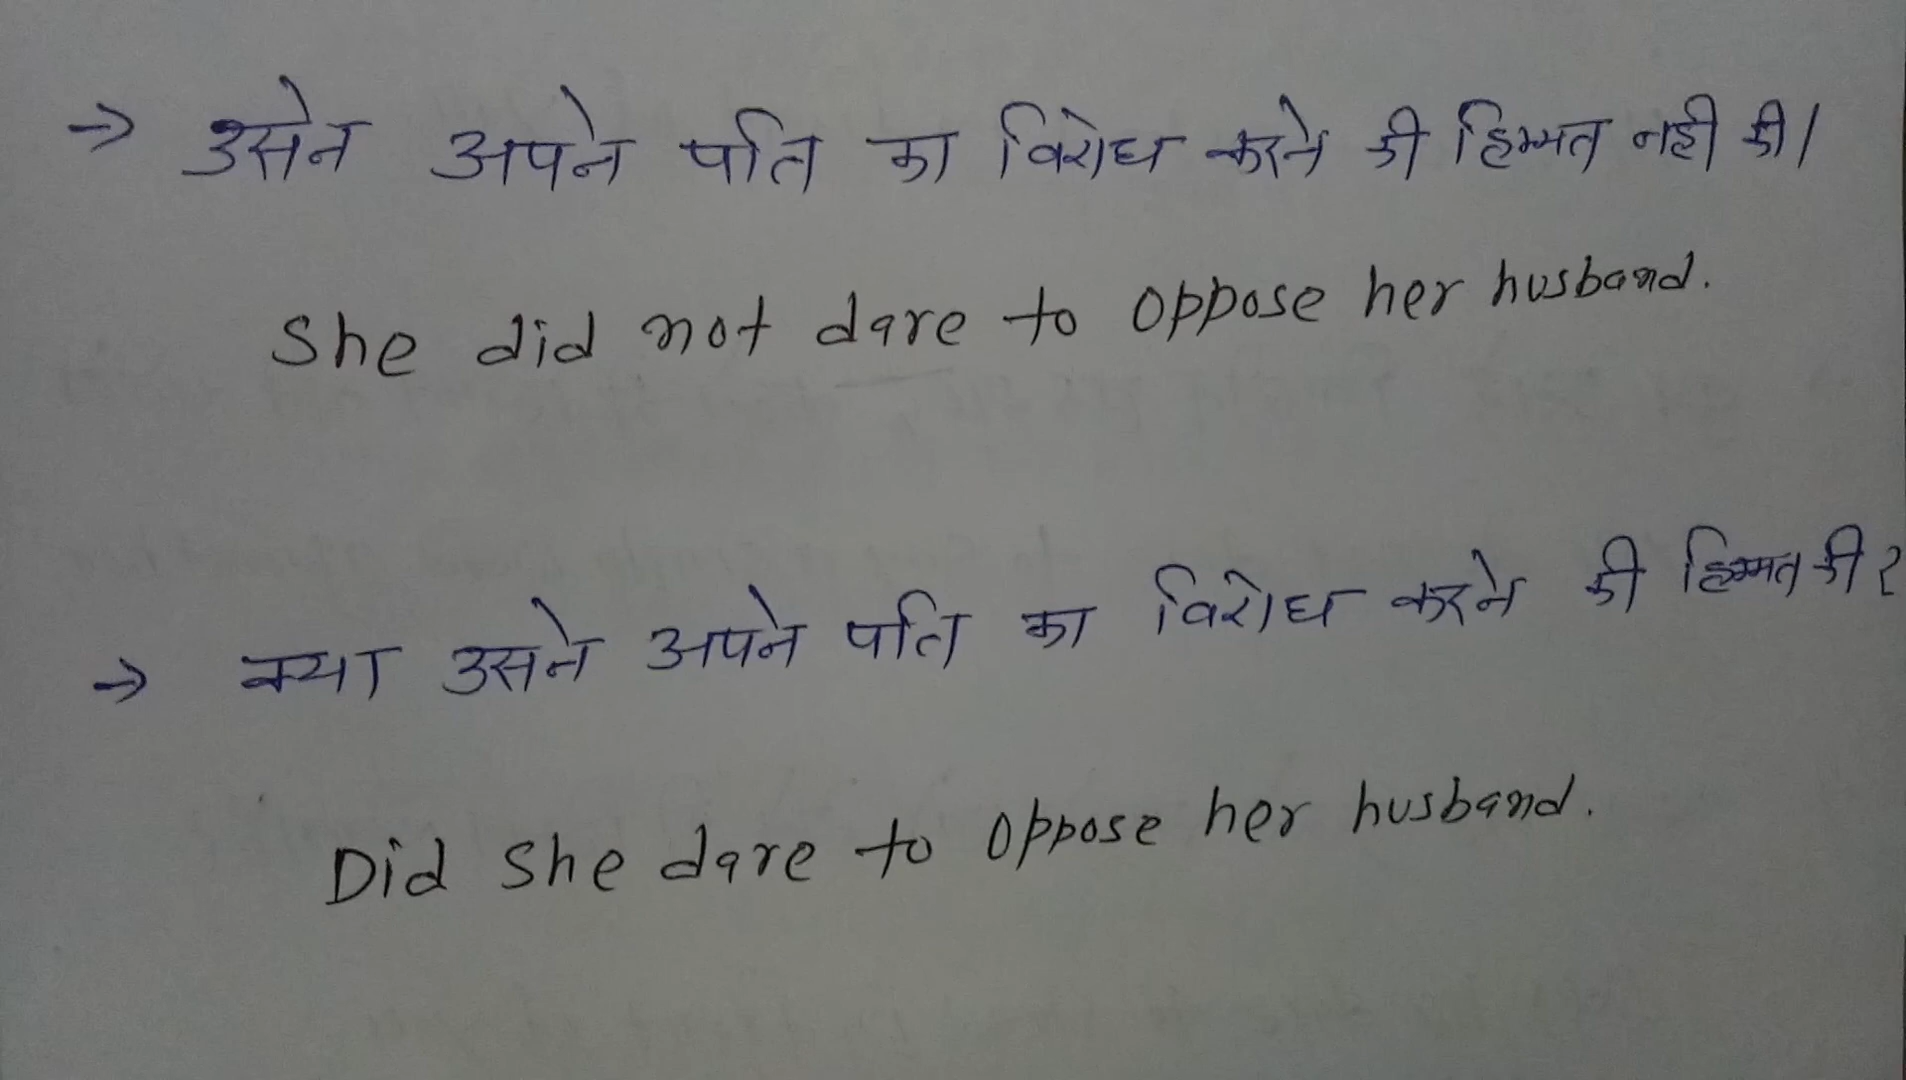 → उसने अपने पति का विरोध करने की हिम्मत नही की।
She did not dare to oppose her husband.
→ क्या उसने अपने पति का विरोध करने की हिम्मत की?
Did she dare to oppose her husband.